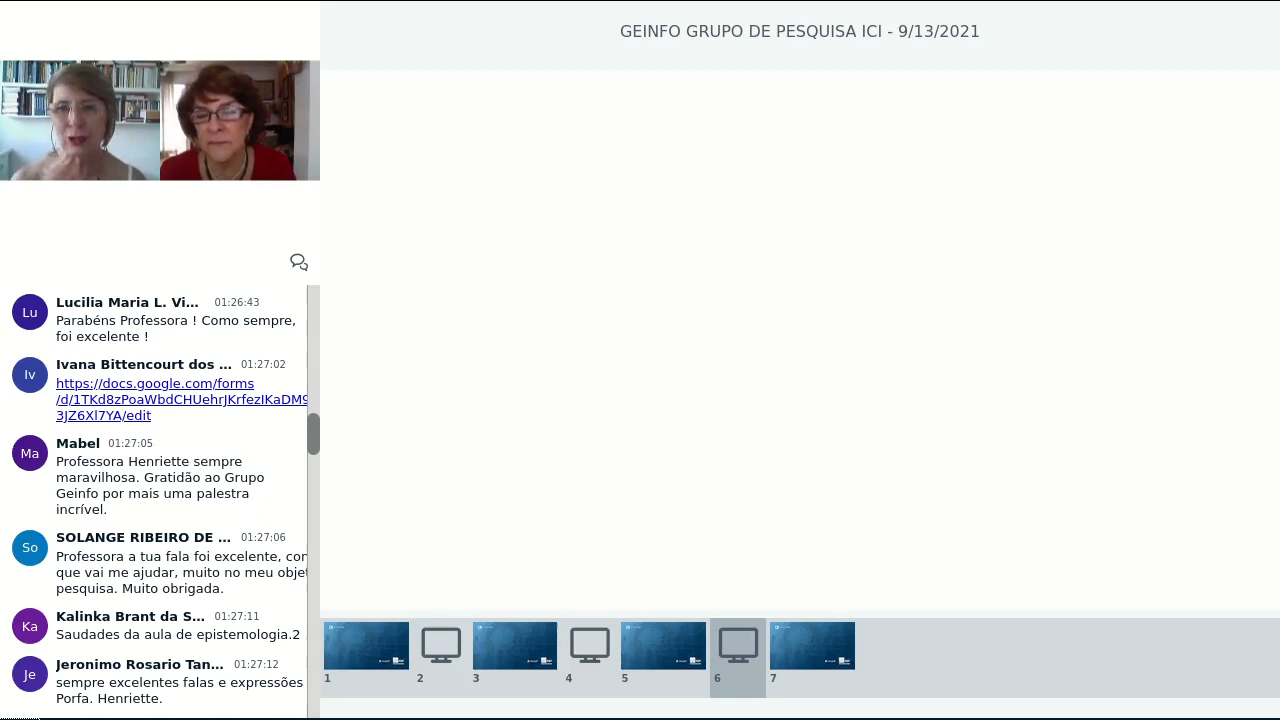 GEINFO GRUPO DE PESQUISA ICI - 9/13/2021
Lu
Lucilia Maria L. Vi... 01:26:43
Parabéns Professora ! Como sempre,
foi excelente !
Iv
Ivana Bittencourt dos ... 01:27:02
https://docs.google.com/forms
/d/1TKd8zPoaWbdCHUehrJKrfezIKaDM9
3JZ6Xl7YA/edit
Ma
Mabel 01:27:05
Professora Henriette sempre
maravilhosa. Gratidão ao Grupo
Geinfo por mais uma palestra
incrível.
So
SOLANGE RIBEIRO DE ... 01:27:06
Professora a tua fala foi excelente, con
que vai me ajudar, muito no meu obje
pesquisa. Muito obrigada.
Ka
Kalinka Brant da S... 01:27:11
Saudades da aula de epistemologia.2
Je
Jeronimo Rosario Tan... 01:27:12
sempre excelentes falas e expressões
Porfa. Henriette.
1 2 3 4 5 6 7